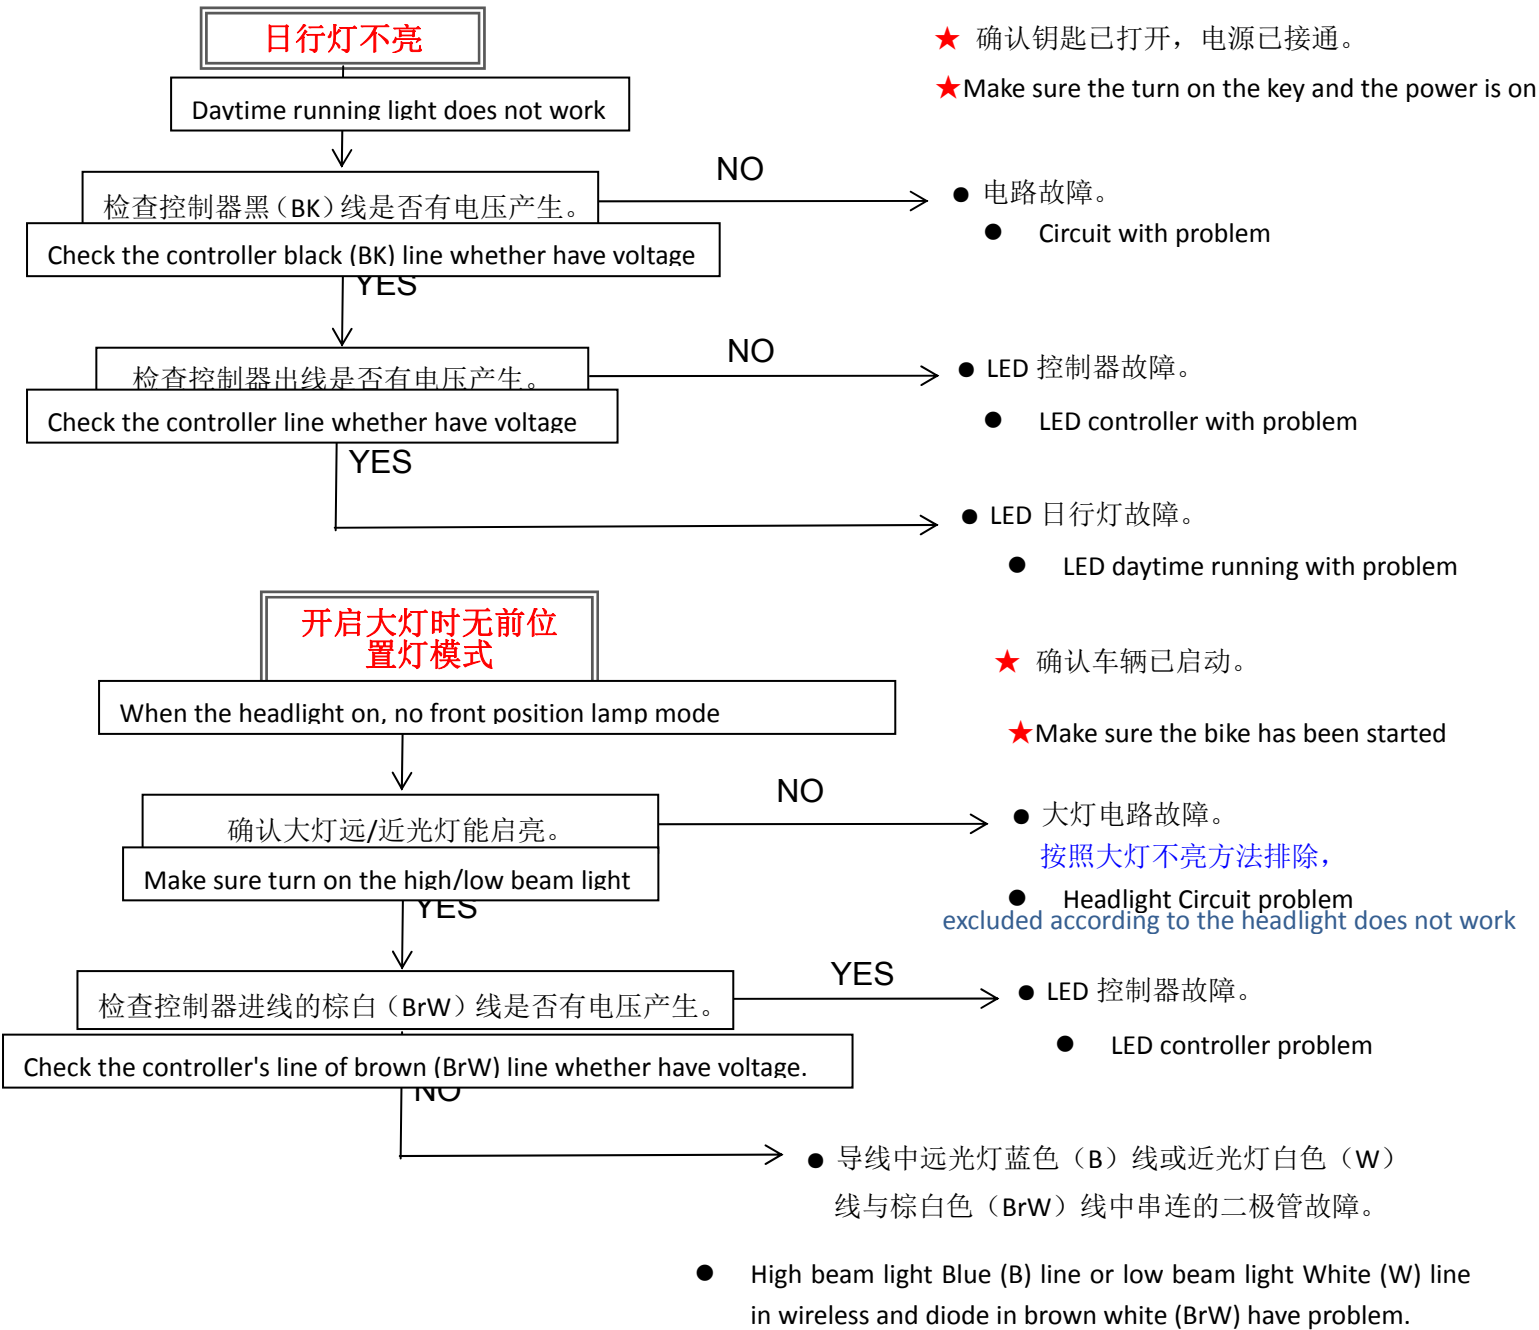 日行灯不亮
★ 确认钥匙已打开，电源已接通。
★Make sure the turn on the key and the power is on
Daytime running light does not work
NO
检查控制器黑（BK）线是否有电压产生。
● 电路故障。
● Circuit with problem
Check the controller black (BK) line whether have voltage
YES
NO
检查控制器出线是否有电压产生。
● LED 控制器故障。
Check the controller line whether have voltage
● LED controller with problem
YES
● LED 日行灯故障。
● LED daytime running with problem
开启大灯时无前位
置灯模式
★ 确认车辆已启动。
When the headlight on, no front position lamp mode
★Make sure the bike has been started
NO
确认大灯远/近光灯能启亮。
● 大灯电路故障。
按照大灯不亮方法排除，
Make sure turn on the high/low beam light
● Headlight Circuit problem
YES
excluded according to the headlight does not work
YES
检查控制器进线的棕白（BrW）线是否有电压产生。
● LED 控制器故障。
● LED controller problem
Check the controller's line of brown (BrW) line whether have voltage.
NO
● 导线中远光灯蓝色（B）线或近光灯白色（W）
线与棕白色（BrW）线中串连的二极管故障。
● High beam light Blue (B) line or low beam light White (W) line
in wireless and diode in brown white (BrW) have problem.